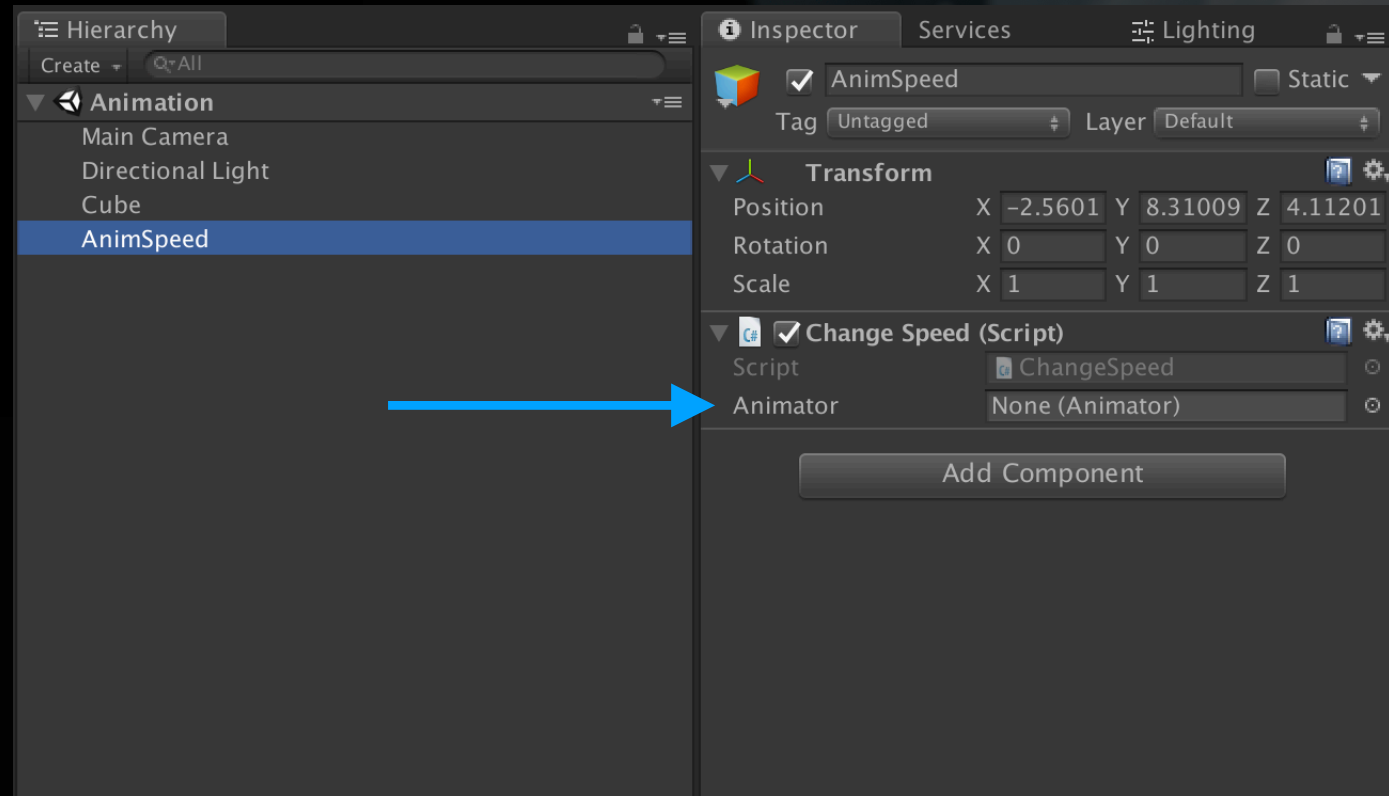 Hierarchy
Create
All
Animation
Main Camera
Directional Light
Cube
AnimSpeed
Inspector Services Lighting
AnimSpeed Static
Tag Untagged Layer Default
Transform
Position X -2.5601 Y 8.31009 Z 4.11201
Rotation X 0 Y 0 Z 0
Scale X 1 Y 1 Z 1
C# Change Speed (Script)
Script ChangeSpeed
Animator None (Animator)
Add Component